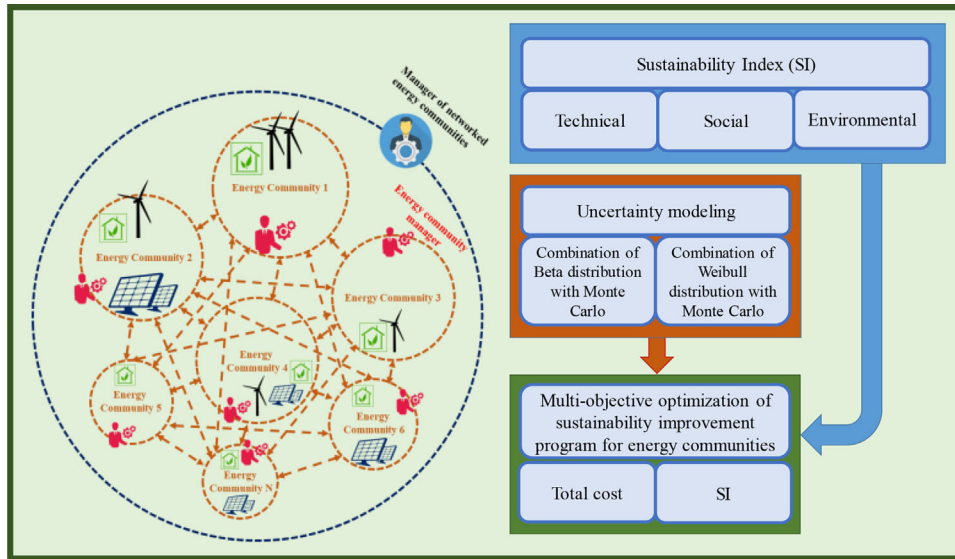 Manager of networked
energy communities
Energy community
manager
Energy Community 1
Energy Community 2
Energy Community 3
Energy
Community 4
Energy
Community 5
Energy
Community 6
Energy
Community N
Sustainability Index (SI)
Technical
Social
Environmental
Uncertainty modeling
Combination of
Beta distribution
with Monte
Carlo
Combination of
Weibull
distribution with
Monte Carlo
Multi-objective optimization of
sustainability improvement
program for energy communities
Total cost
SI